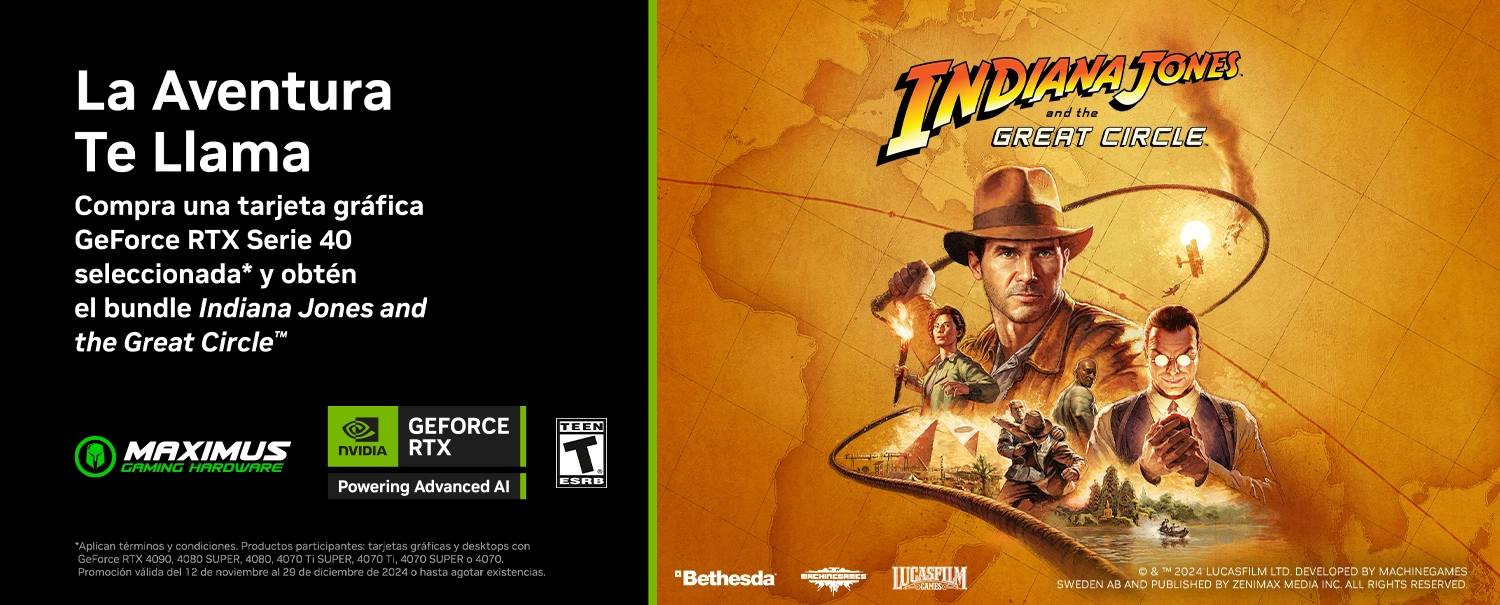 La Aventura
Te Llama
Compra una tarjeta gráfica
GeForce RTX Serie 40
seleccionada* y obtén
el bundle Indiana Jones and
the Great Circle™
MAXIMUS
GAMING HARDWARE
NVIDIA
GEFORCE
RTX
Powering Advanced AI
TEEN
T
ESRB
*Aplican términos y condiciones. Productos participantes: tarjetas gráficas y desktops con
GeForce RTX 4090, 4080 SUPER, 4080, 4070 Ti SUPER, 4070 Ti, 4070 SUPER o 4070.
Promoción válida del 12 de noviembre al 29 de diciembre de 2024 o hasta agotar existencias.
INDIANA JONES
and the
GREAT CIRCLE™
Bethesda
MACHINEGAMES
LUCASFILM
GAMES
© & ™ 2024 LUCASFILM LTD. DEVELOPED BY MACHINEGAMES
SWEDEN AB AND PUBLISHED BY ZENIMAX MEDIA INC. ALL RIGHTS RESERVED.